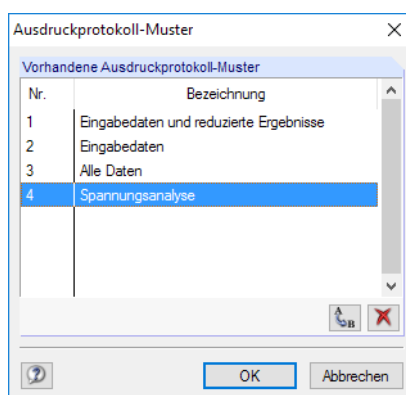 Ausdruckprotokoll-Muster
Vorhandene Ausdruckprotokoll-Muster
Nr. Bezeichnung
1 Eingabedaten und reduzierte Ergebnisse
2 Eingabedaten
3 Alle Daten
4 Spannungsanalyse
A B
OK Abbrechen